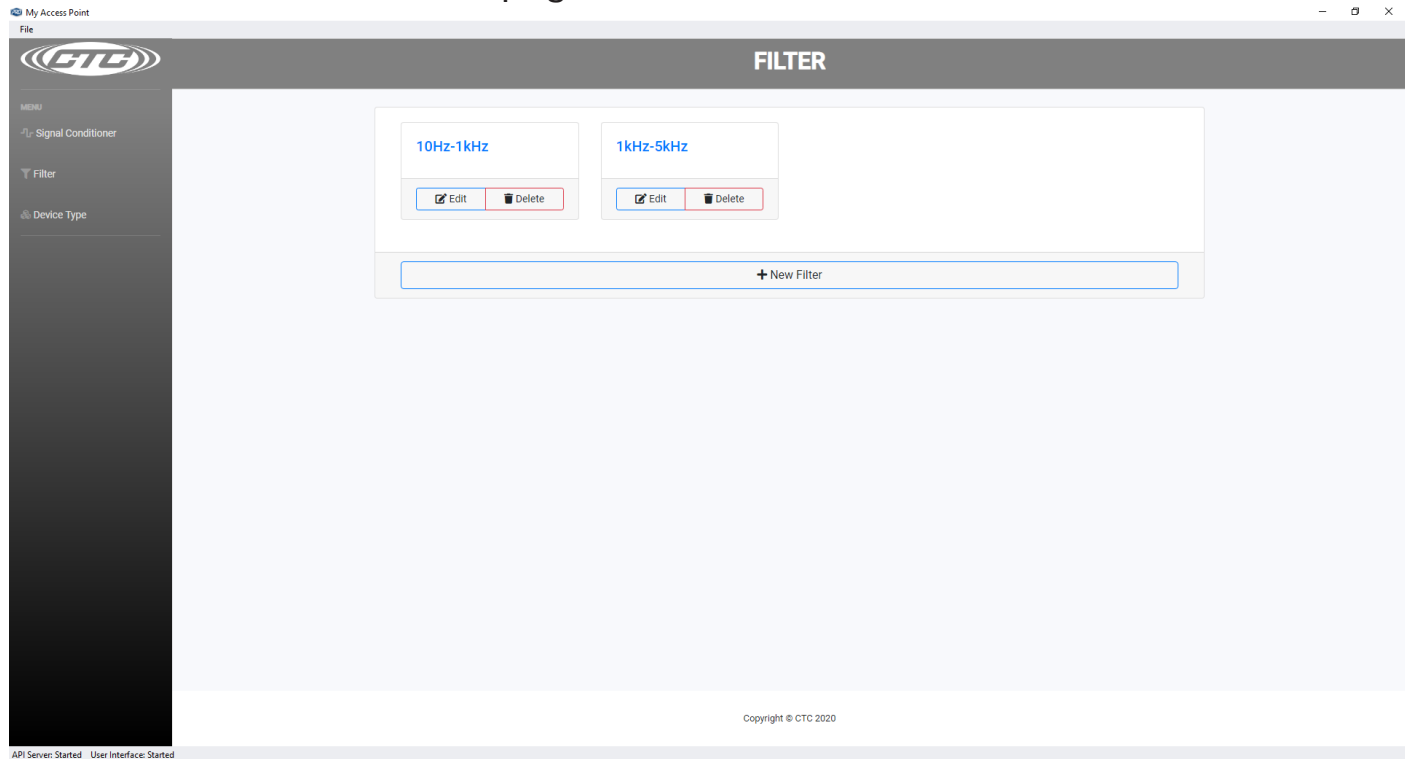 My Access Point
File
CTC
FILTER
MENU
Signal Conditioner
Filter
Device Type
10Hz-1kHz
1kHz-5kHz
Edit Delete
Edit Delete
New Filter
Copyright © CTC 2020
API Server: Started User Interface: Started